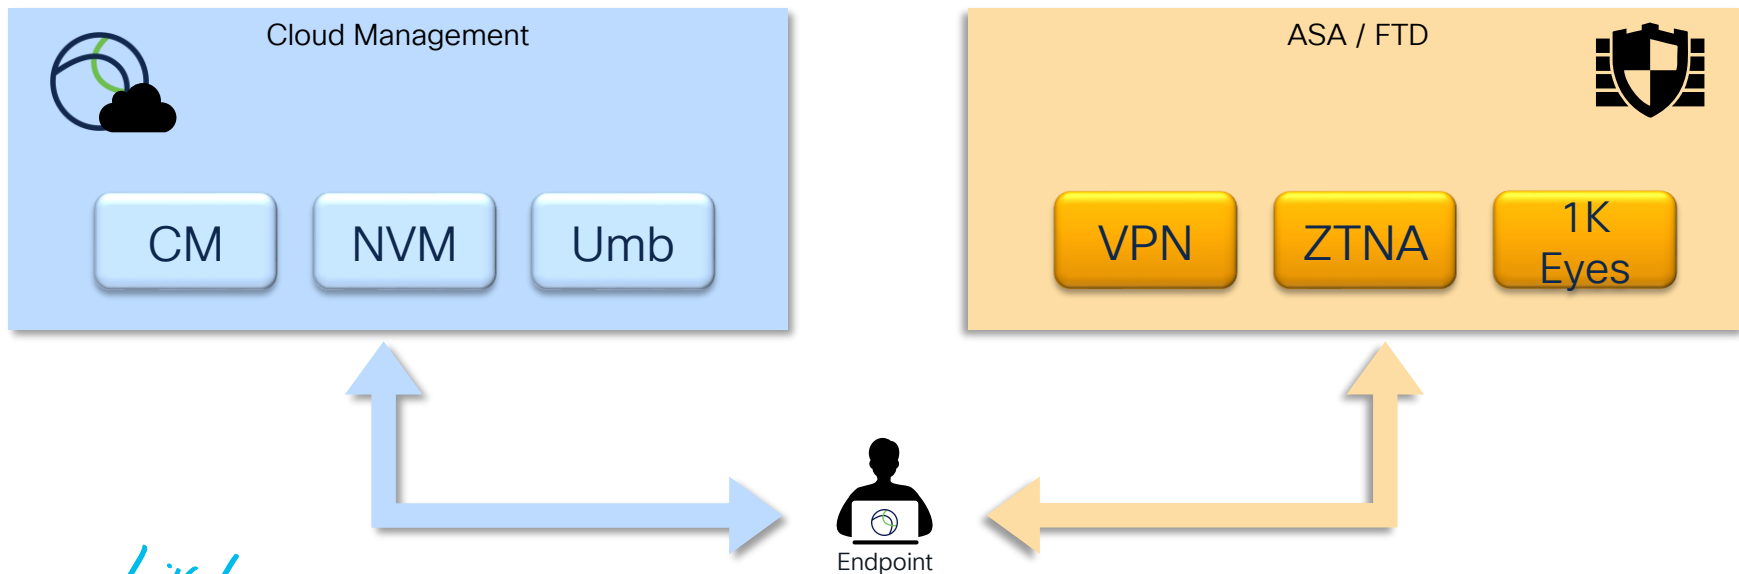 Cloud Management
CM
NVM
Umb
ASA / FTD
VPN
ZTNA
1K
Eyes
Endpoint